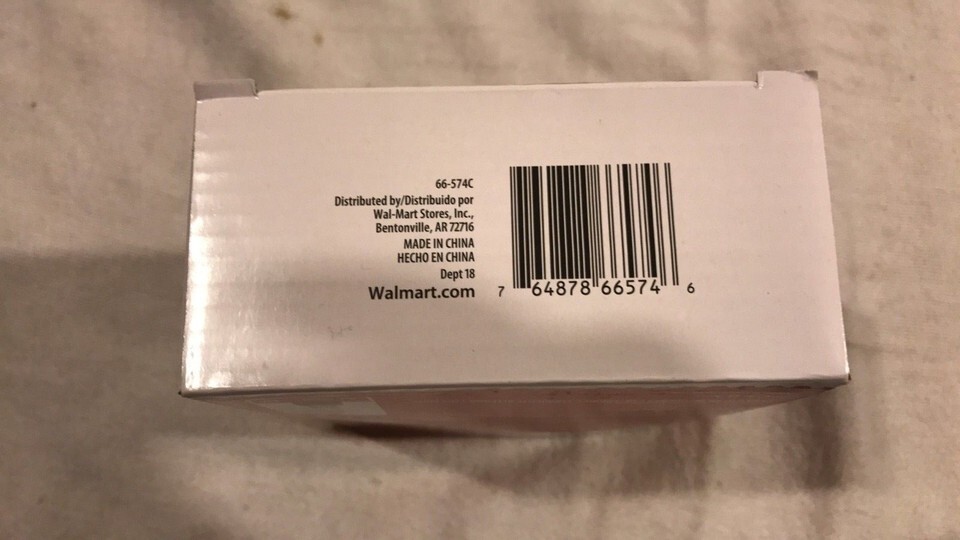 66-574C
Distributed by/Distribuido por
Wal-Mart Stores, Inc.,
Bentonville, AR 72716
MADE IN CHINA
HECHO EN CHINA
Dept 18
Walmart.com
7 64878 66574 6